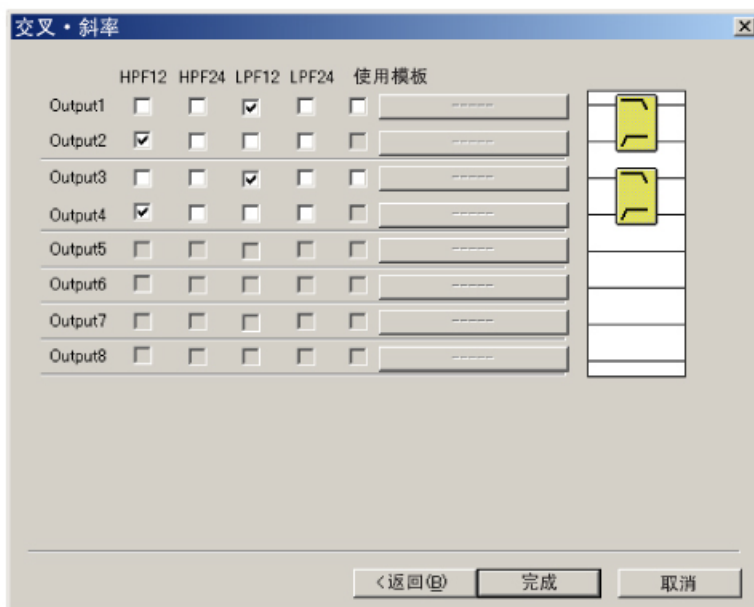 交叉・斜率
HPF12 HPF24 LPF12 LPF24 使用模板
Output1 -----
Output2 -----
Output3 -----
Output4 -----
Output5 -----
Output6 -----
Output7 -----
Output8 -----
<返回(B) 完成 取消